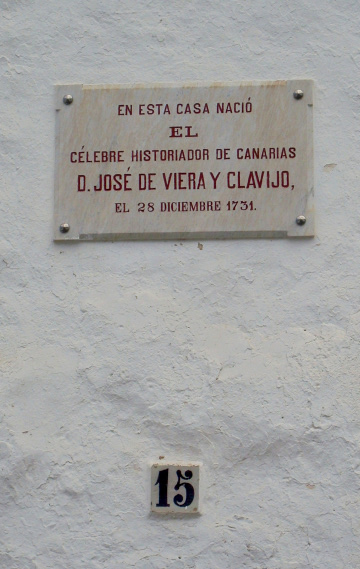 EN ESTA CASA NACIÓ
EL
CÉLEBRE HISTORIADOR DE CANARIAS
D. JOSÉ DE VIERA Y CLAVIJO,
EL 28 DICIEMBRE 1731.
15